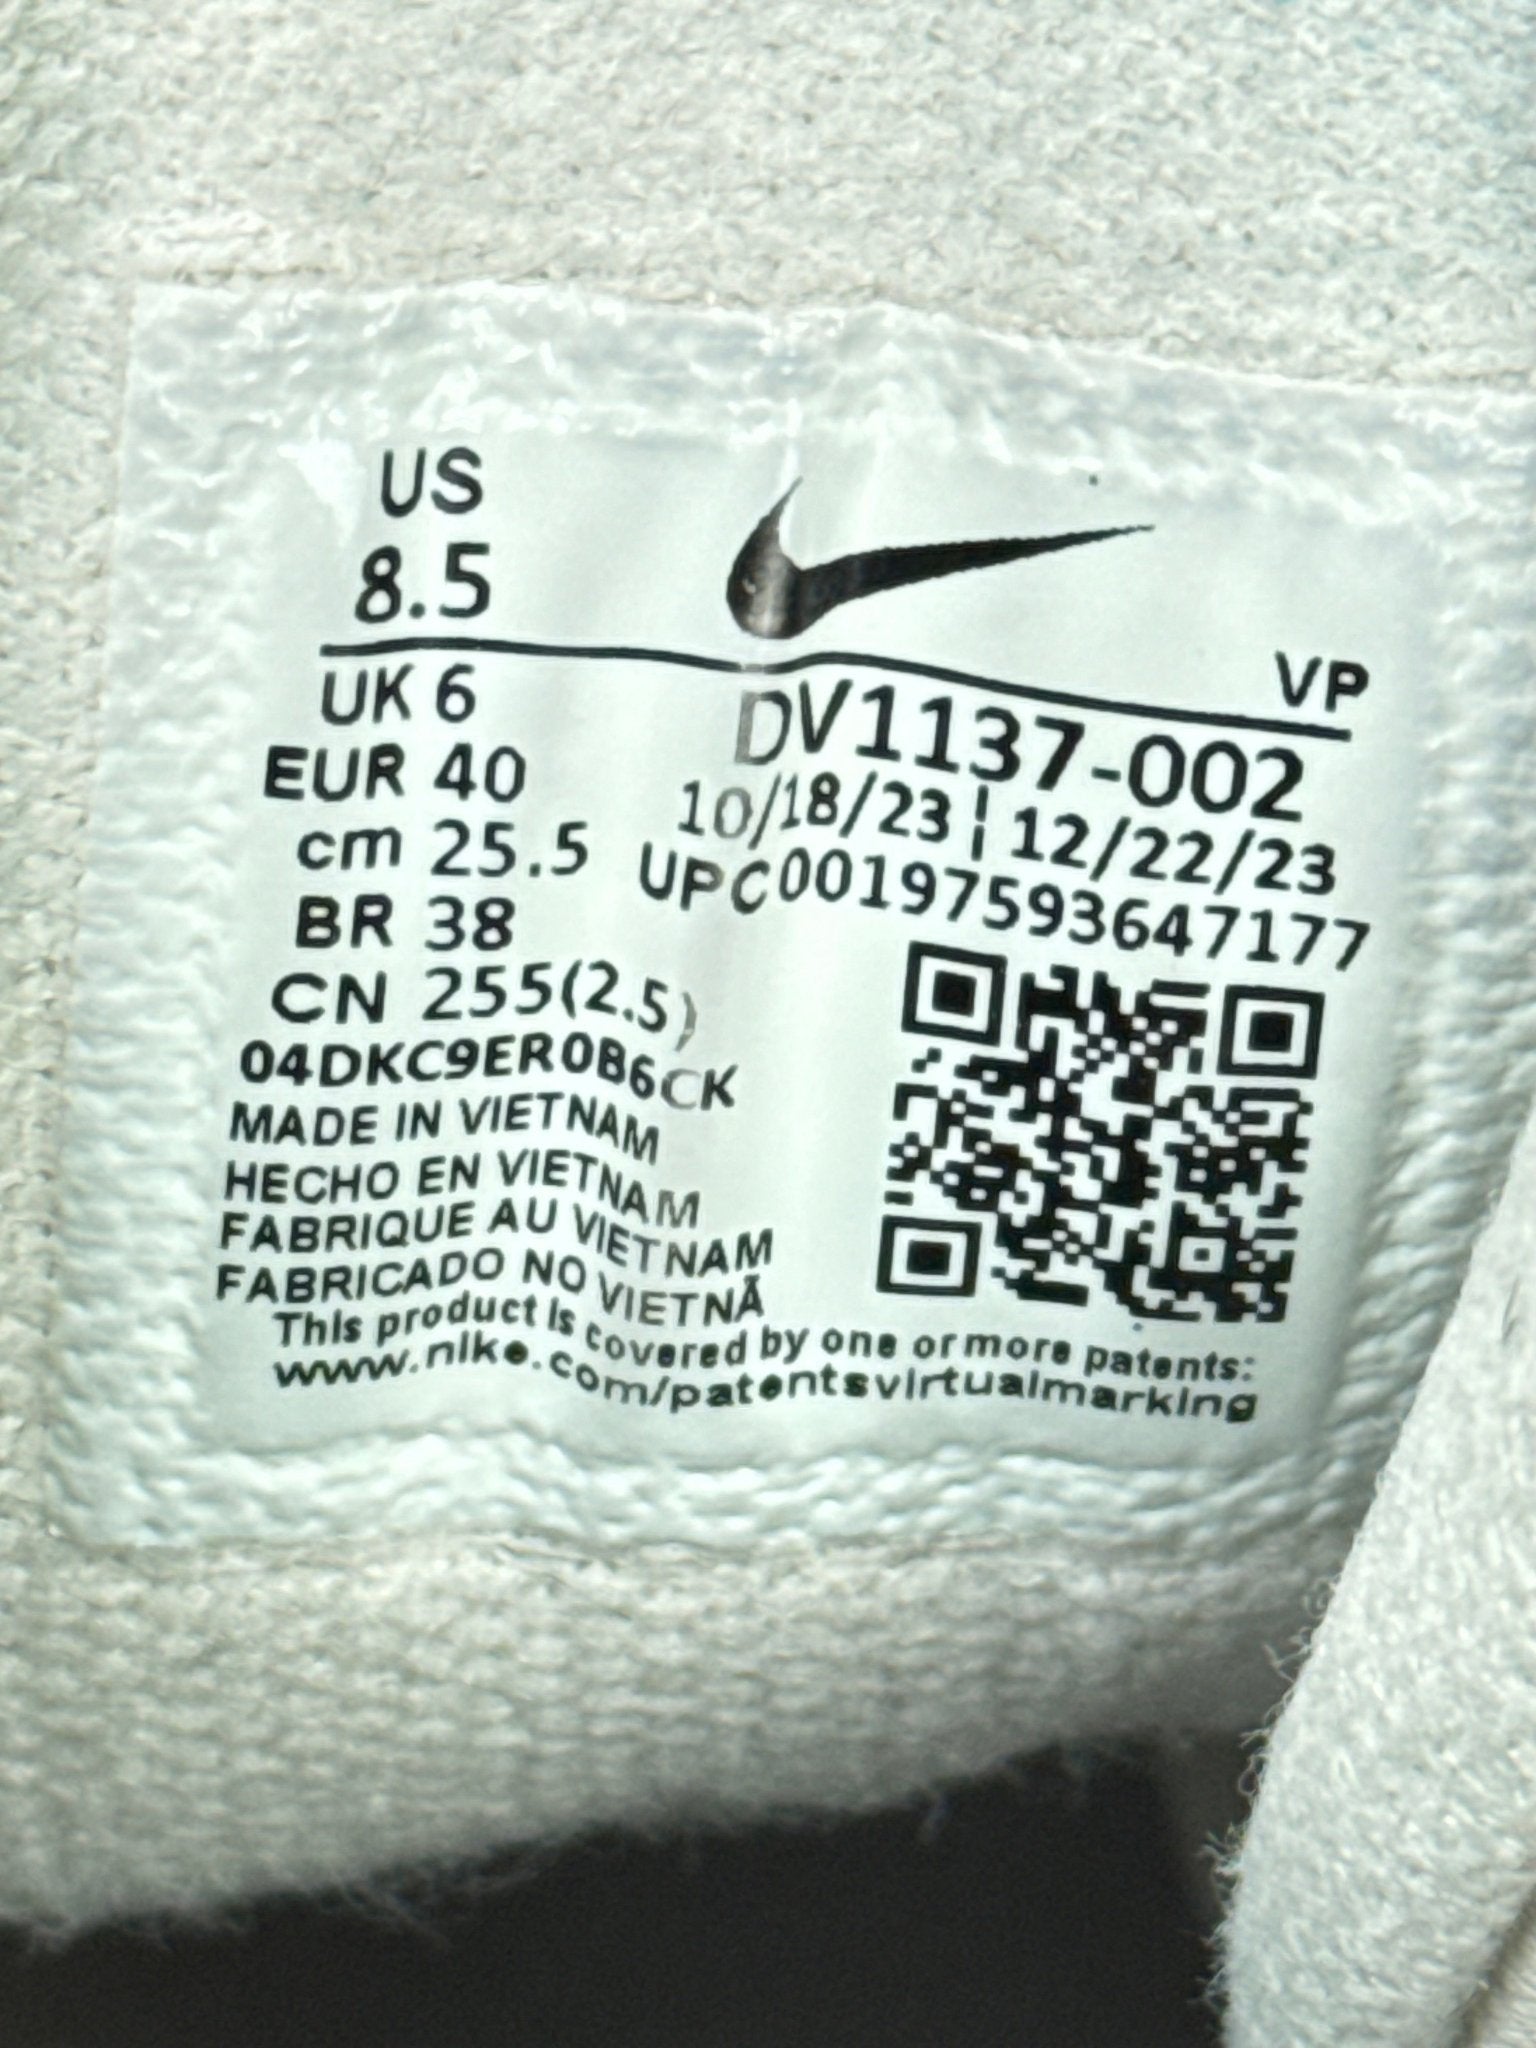 US
8.5
VP
UK 6
DV1137-002
EUR 40
10/18/23 ¦ 12/22/23
cm 25.5
UPC00197593647177
BR 38
CN 255(2.5)
04DKC9ER0B6CK
MADE IN VIETNAM
HECHO EN VIETNAM
FABRIQUE AU VIETNAM
FABRICADO NO VIETNÃ
This product is covered by one or more patents:
www.nike.com/patentsvirtualmarking